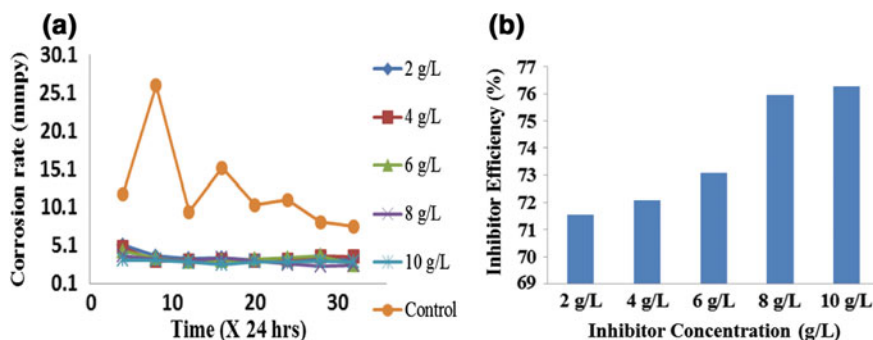 (a)
Corrosion rate (mmpy)
30.1
25.1
20.1
15.1
10.1
5.1
0.1
0
10
20
30
Time (X 24 hrs)
2 g/L
4 g/L
6 g/L
8 g/L
10 g/L
Control
(b)
Inhibitor Efficiency (%)
77
76
75
74
73
72
71
70
69
2 g/L
4 g/L
6 g/L
8 g/L
10 g/L
Inhibitor Concentration (g/L)